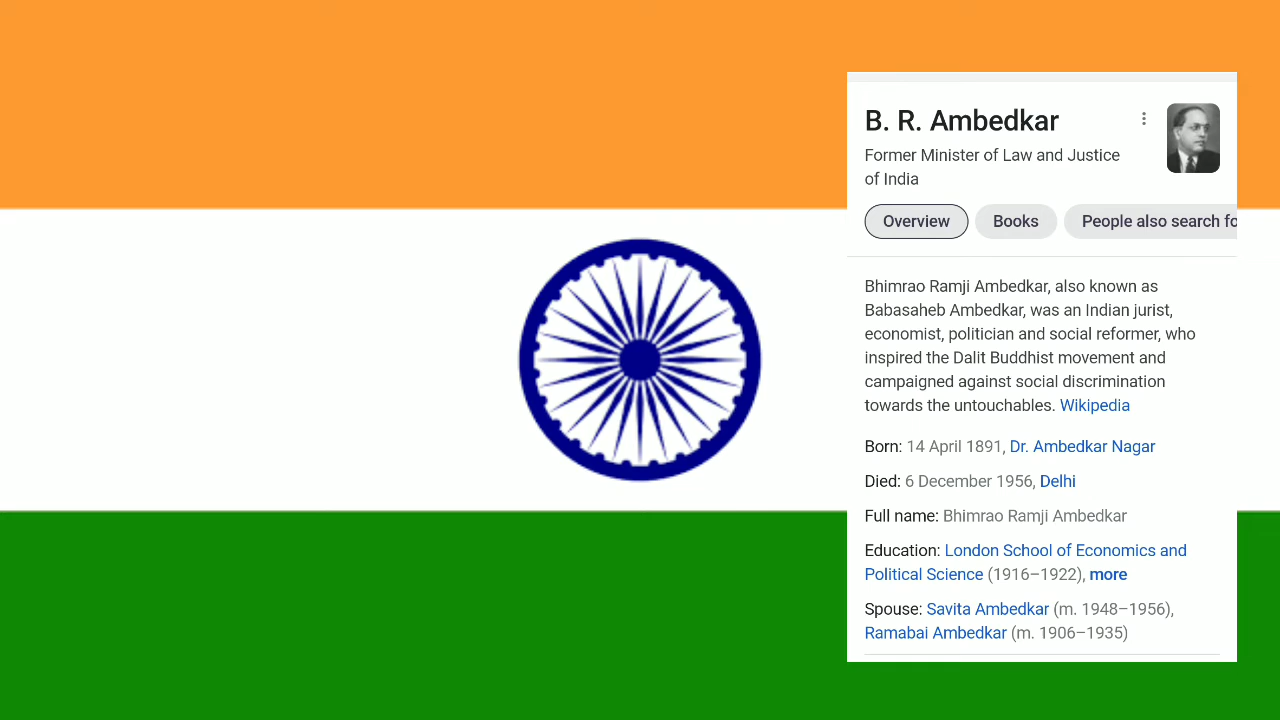 B. R. Ambedkar
Former Minister of Law and Justice
of India
Overview Books People also search fo
Bhimrao Ramji Ambedkar, also known as
Babasaheb Ambedkar, was an Indian jurist,
economist, politician and social reformer, who
inspired the Dalit Buddhist movement and
campaigned against social discrimination
towards the untouchables. Wikipedia
Born: 14 April 1891, Dr. Ambedkar Nagar
Died: 6 December 1956, Delhi
Full name: Bhimrao Ramji Ambedkar
Education: London School of Economics and
Political Science (1916–1922), more
Spouse: Savita Ambedkar (m. 1948–1956),
Ramabai Ambedkar (m. 1906–1935)